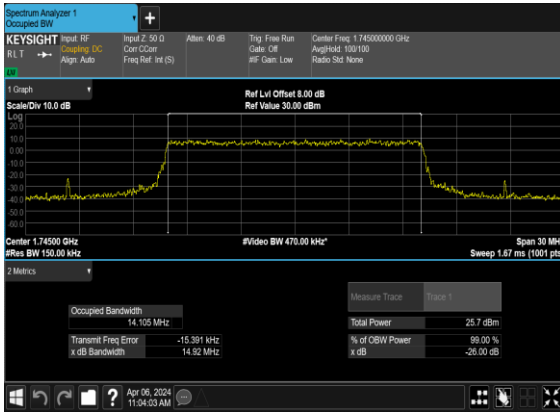 Spectrum Analyzer 1
Occupied BW
KEYSIGHT
RLT
LW
Input: RF
Coupling: DC
Align: Auto
Input Z: 50 Ω
Corr CCorr
Freq Ref: Int (S)
Atten: 40 dB
Trig: Free Run
Gate: Off
#IF Gain: Low
Center Freq: 1.745000000 GHz
Avg|Hold: 100/100
Radio Std: None
1 Graph
Scale/Div 10.0 dB
Ref Lvl Offset 8.00 dB
Ref Value 30.00 dBm
Log
20.0
10.0
0.00
-10.0
-20.0
-30.0
-40.0
-50.0
-60.0
Center 1.74500 GHz
#Res BW 150.00 kHz
#Video BW 470.00 kHz*
Span 30 MH
Sweep 1.67 ms (1001 pts
2 Metrics
Measure Trace
Trace 1
Occupied Bandwidth
14.105 MHz
Total Power
25.7 dBm
Transmit Freq Error
-15.391 kHz
% of OBW Power
99.00 %
x dB Bandwidth
14.92 MHz
x dB
-26.00 dB
?
Apr 06, 2024
11:04:03 AM